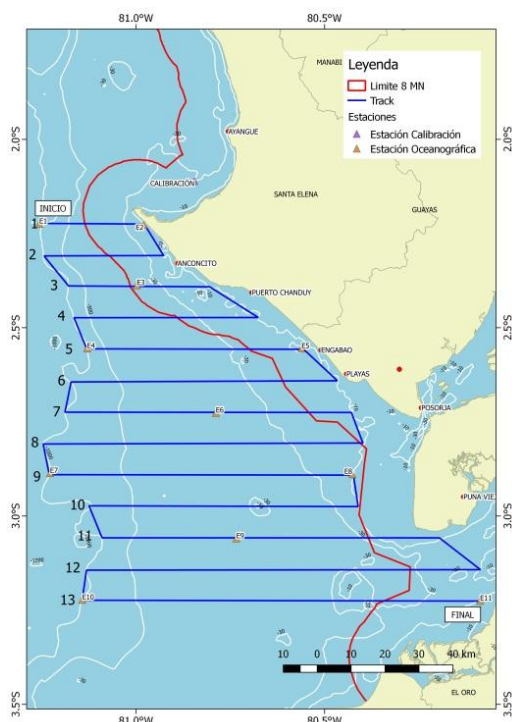 81.0°W 80.5°W
MANABI
Leyenda
Limite 8 MN
Track
Estaciones
Estación Calibración
Estación Oceanográfica
2.0°S 2.0°S
AYANGUE
CALIBRACIÓN
SANTA ELENA
GUAYAS
INICIO
1 E1 E2
2 ANCONCITO
3 E3 PUERTO CHANDUY
4
2.5°S 2.5°S
5 E4 E5 ENGABAO
PLAYAS
6
7 E6 POSORJA
8
9 E7 E8
PUNA VIE
10
3.0°S 3.0°S
11 E9
12
13 E10 E11
FINAL
10 0 10 20 30 40 km
EL ORO
3.5°S 3.5°S
81.0°W 80.5°W